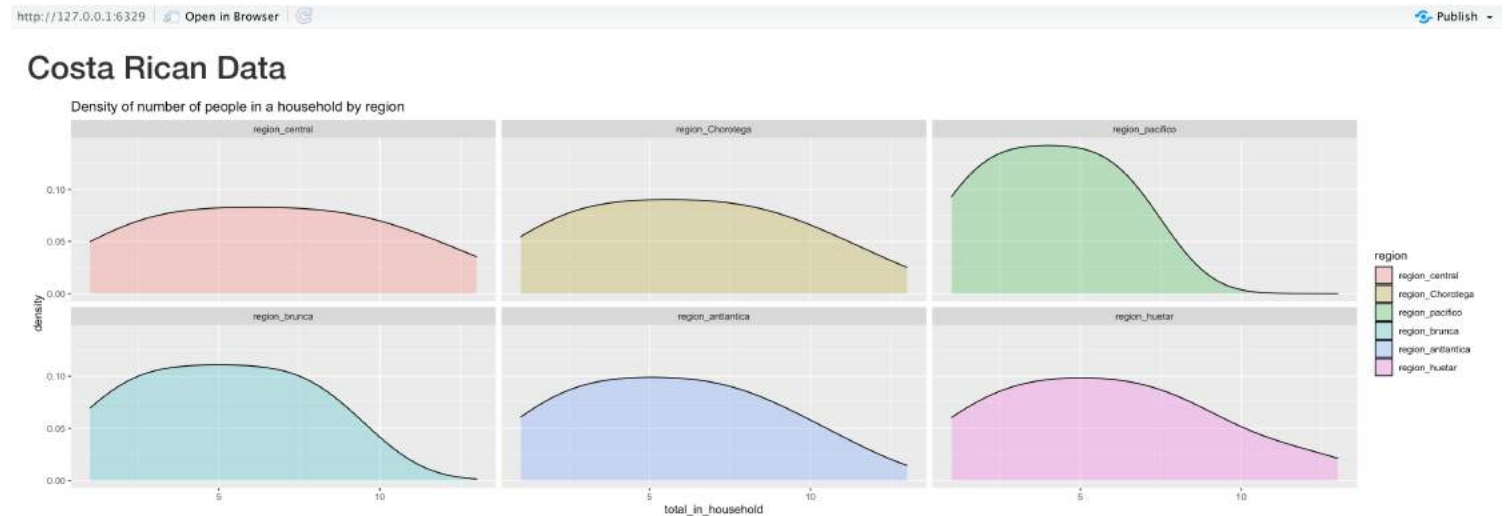 http://127.0.0.1:6329 Open in Browser Publish
Costa Rican Data
Density of number of people in a household by region
region_central region_Chorotega region_pacifico
0.10
0.05
0.00
density
region_brunca region_antlantica region_huetar
0.10
0.05
0.00
5 10 5 10 5 10
total_in_household
region
region_central
region_Chorotega
region_pacifico
region_brunca
region_antlantica
region_huetar